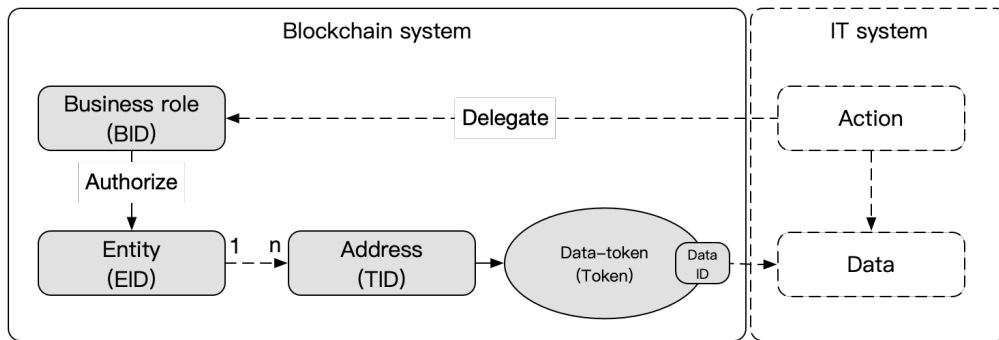 Blockchain system
IT system
Business role
(BID)
Delegate
Action
Authorize
Entity
(EID)
1
n
Address
(TID)
Data-token
(Token)
Data
ID
Data